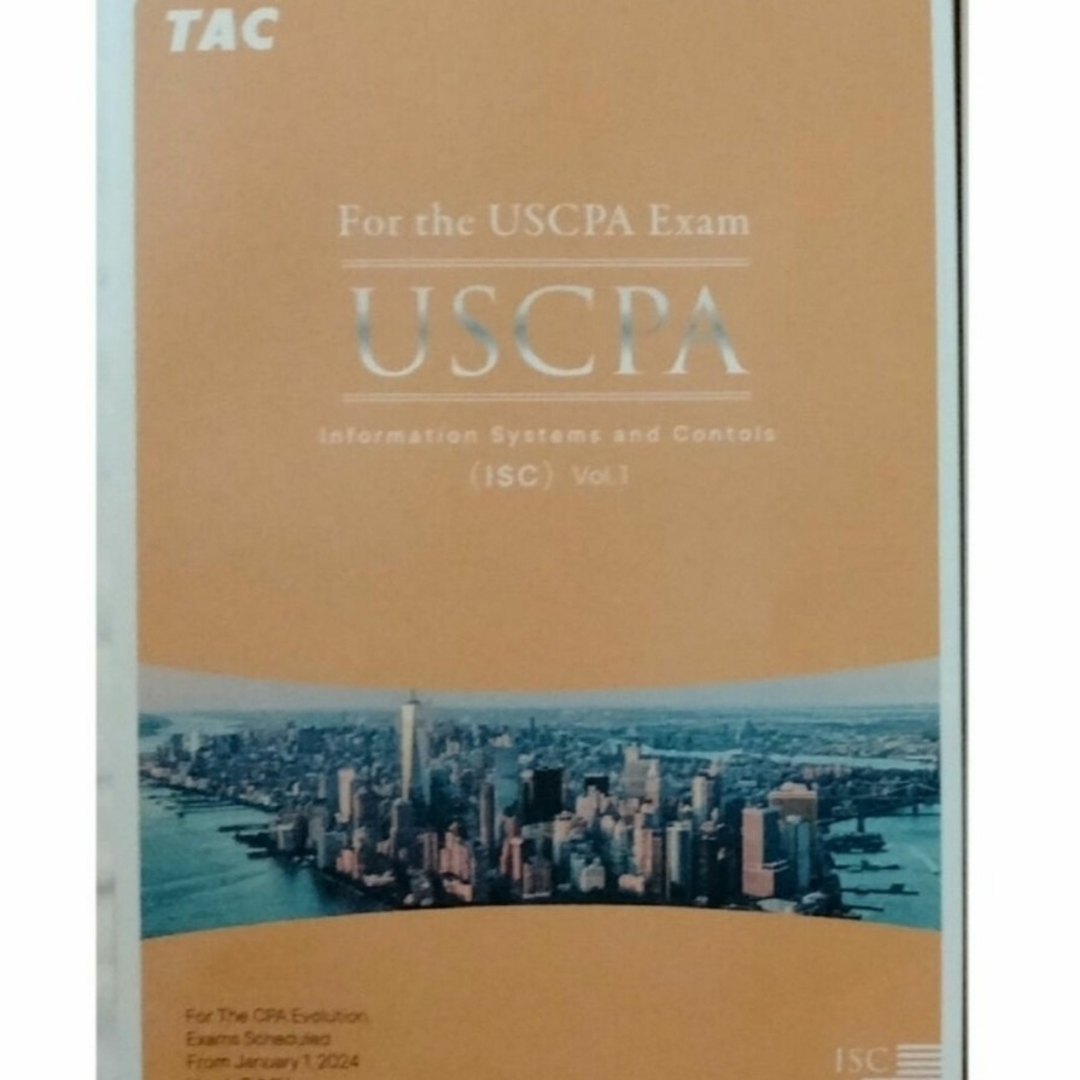 TAC
For the USCPA Exam
USCPA
Information Systems and Contols
(ISC) Vol.1
For The CPA Evolution
Exams Scheduled
From January 1, 2024
ISC